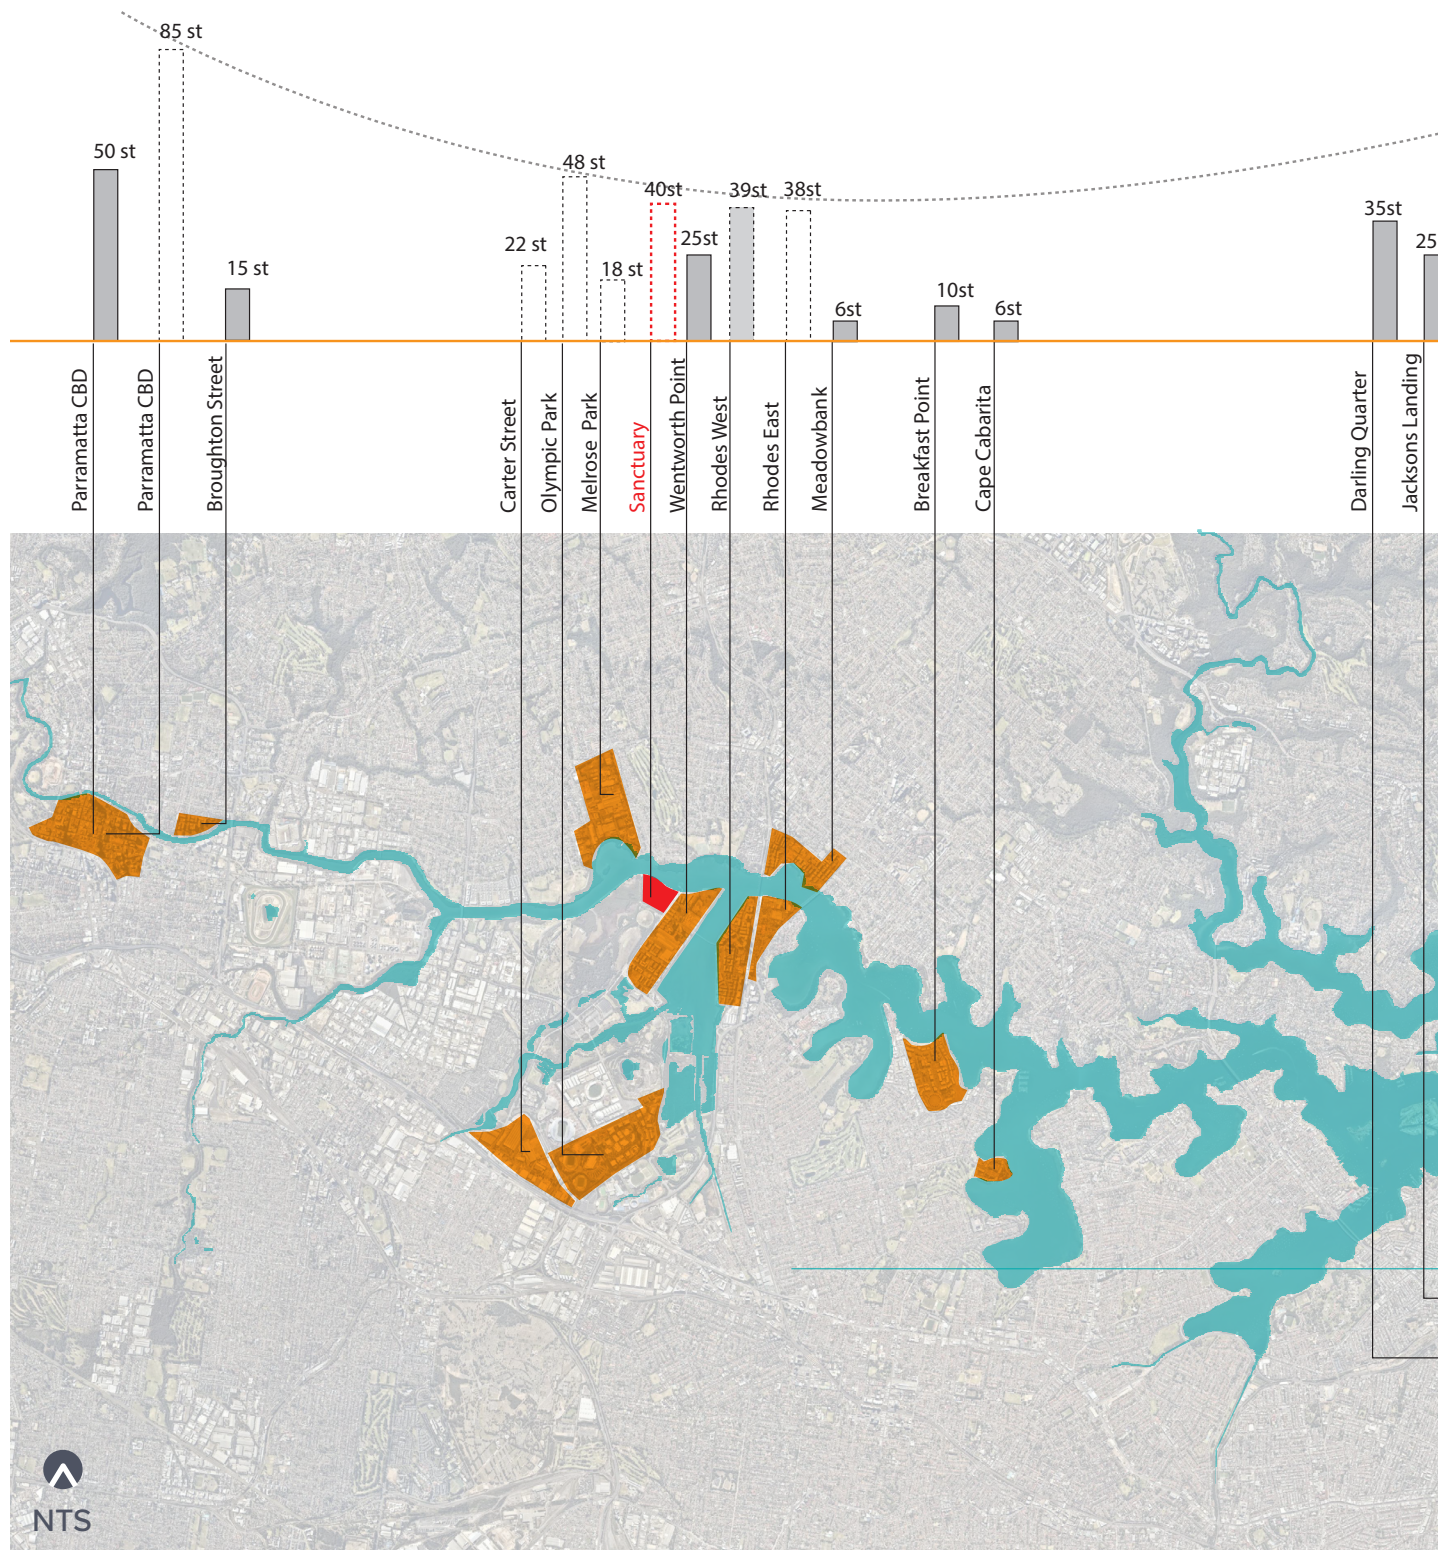 85 st
50 st
48 st
40st
39st
38st
35st
25
22 st
25st
15 st
18 st
6st
10st
6st
Parramatta CBD
Parramatta CBD
Broughton Street
Carter Street
Olympic Park
Melrose Park
Sanctuary
Wentworth Point
Rhodes West
Rhodes East
Meadowbank
Breakfast Point
Cape Cabarita
Darling Quarter
Jacksons Landing
NTS